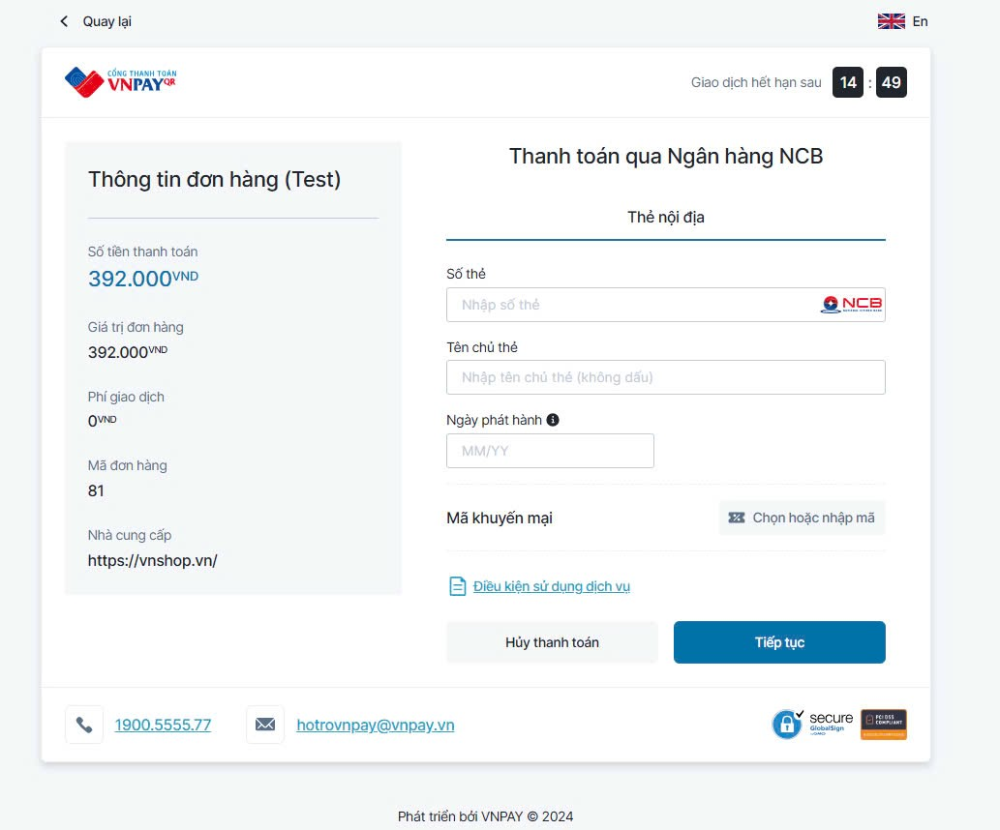 Quay lại
En
CỔNG THANH TOÁN
VNPAYQR
Giao dịch hết hạn sau 14 : 49
Thông tin đơn hàng (Test)
Số tiền thanh toán
392.000VND
Giá trị đơn hàng
392.000VND
Phí giao dịch
0VND
Mã đơn hàng
81
Nhà cung cấp
https://vnshop.vn/
Thanh toán qua Ngân hàng NCB
Thẻ nội địa
Số thẻ
Nhập số thẻ
NCB
Tên chủ thẻ
Nhập tên chủ thẻ (không dấu)
Ngày phát hành
MM/YY
Mã khuyến mại
Chọn hoặc nhập mã
Điều kiện sử dụng dịch vụ
Hủy thanh toán
Tiếp tục
1900.5555.77
hotrovnpay@vnpay.vn
secure
GlobalSign
PCI DSS
COMPLIANT
Phát triển bởi VNPAY © 2024